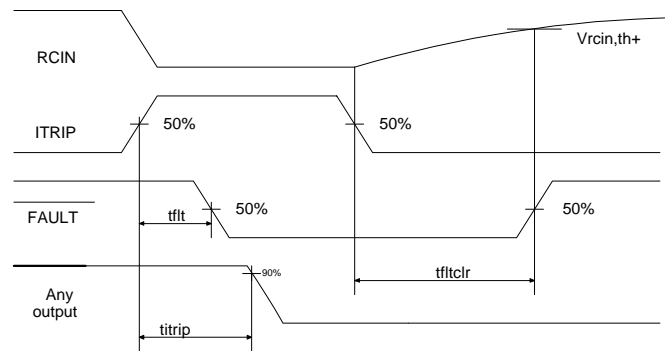 RCIN
Vrcin,th+
ITRIP
50%
50%
FAULT
50%
50%
tflt
90%
tfltclr
Any
output
titrip